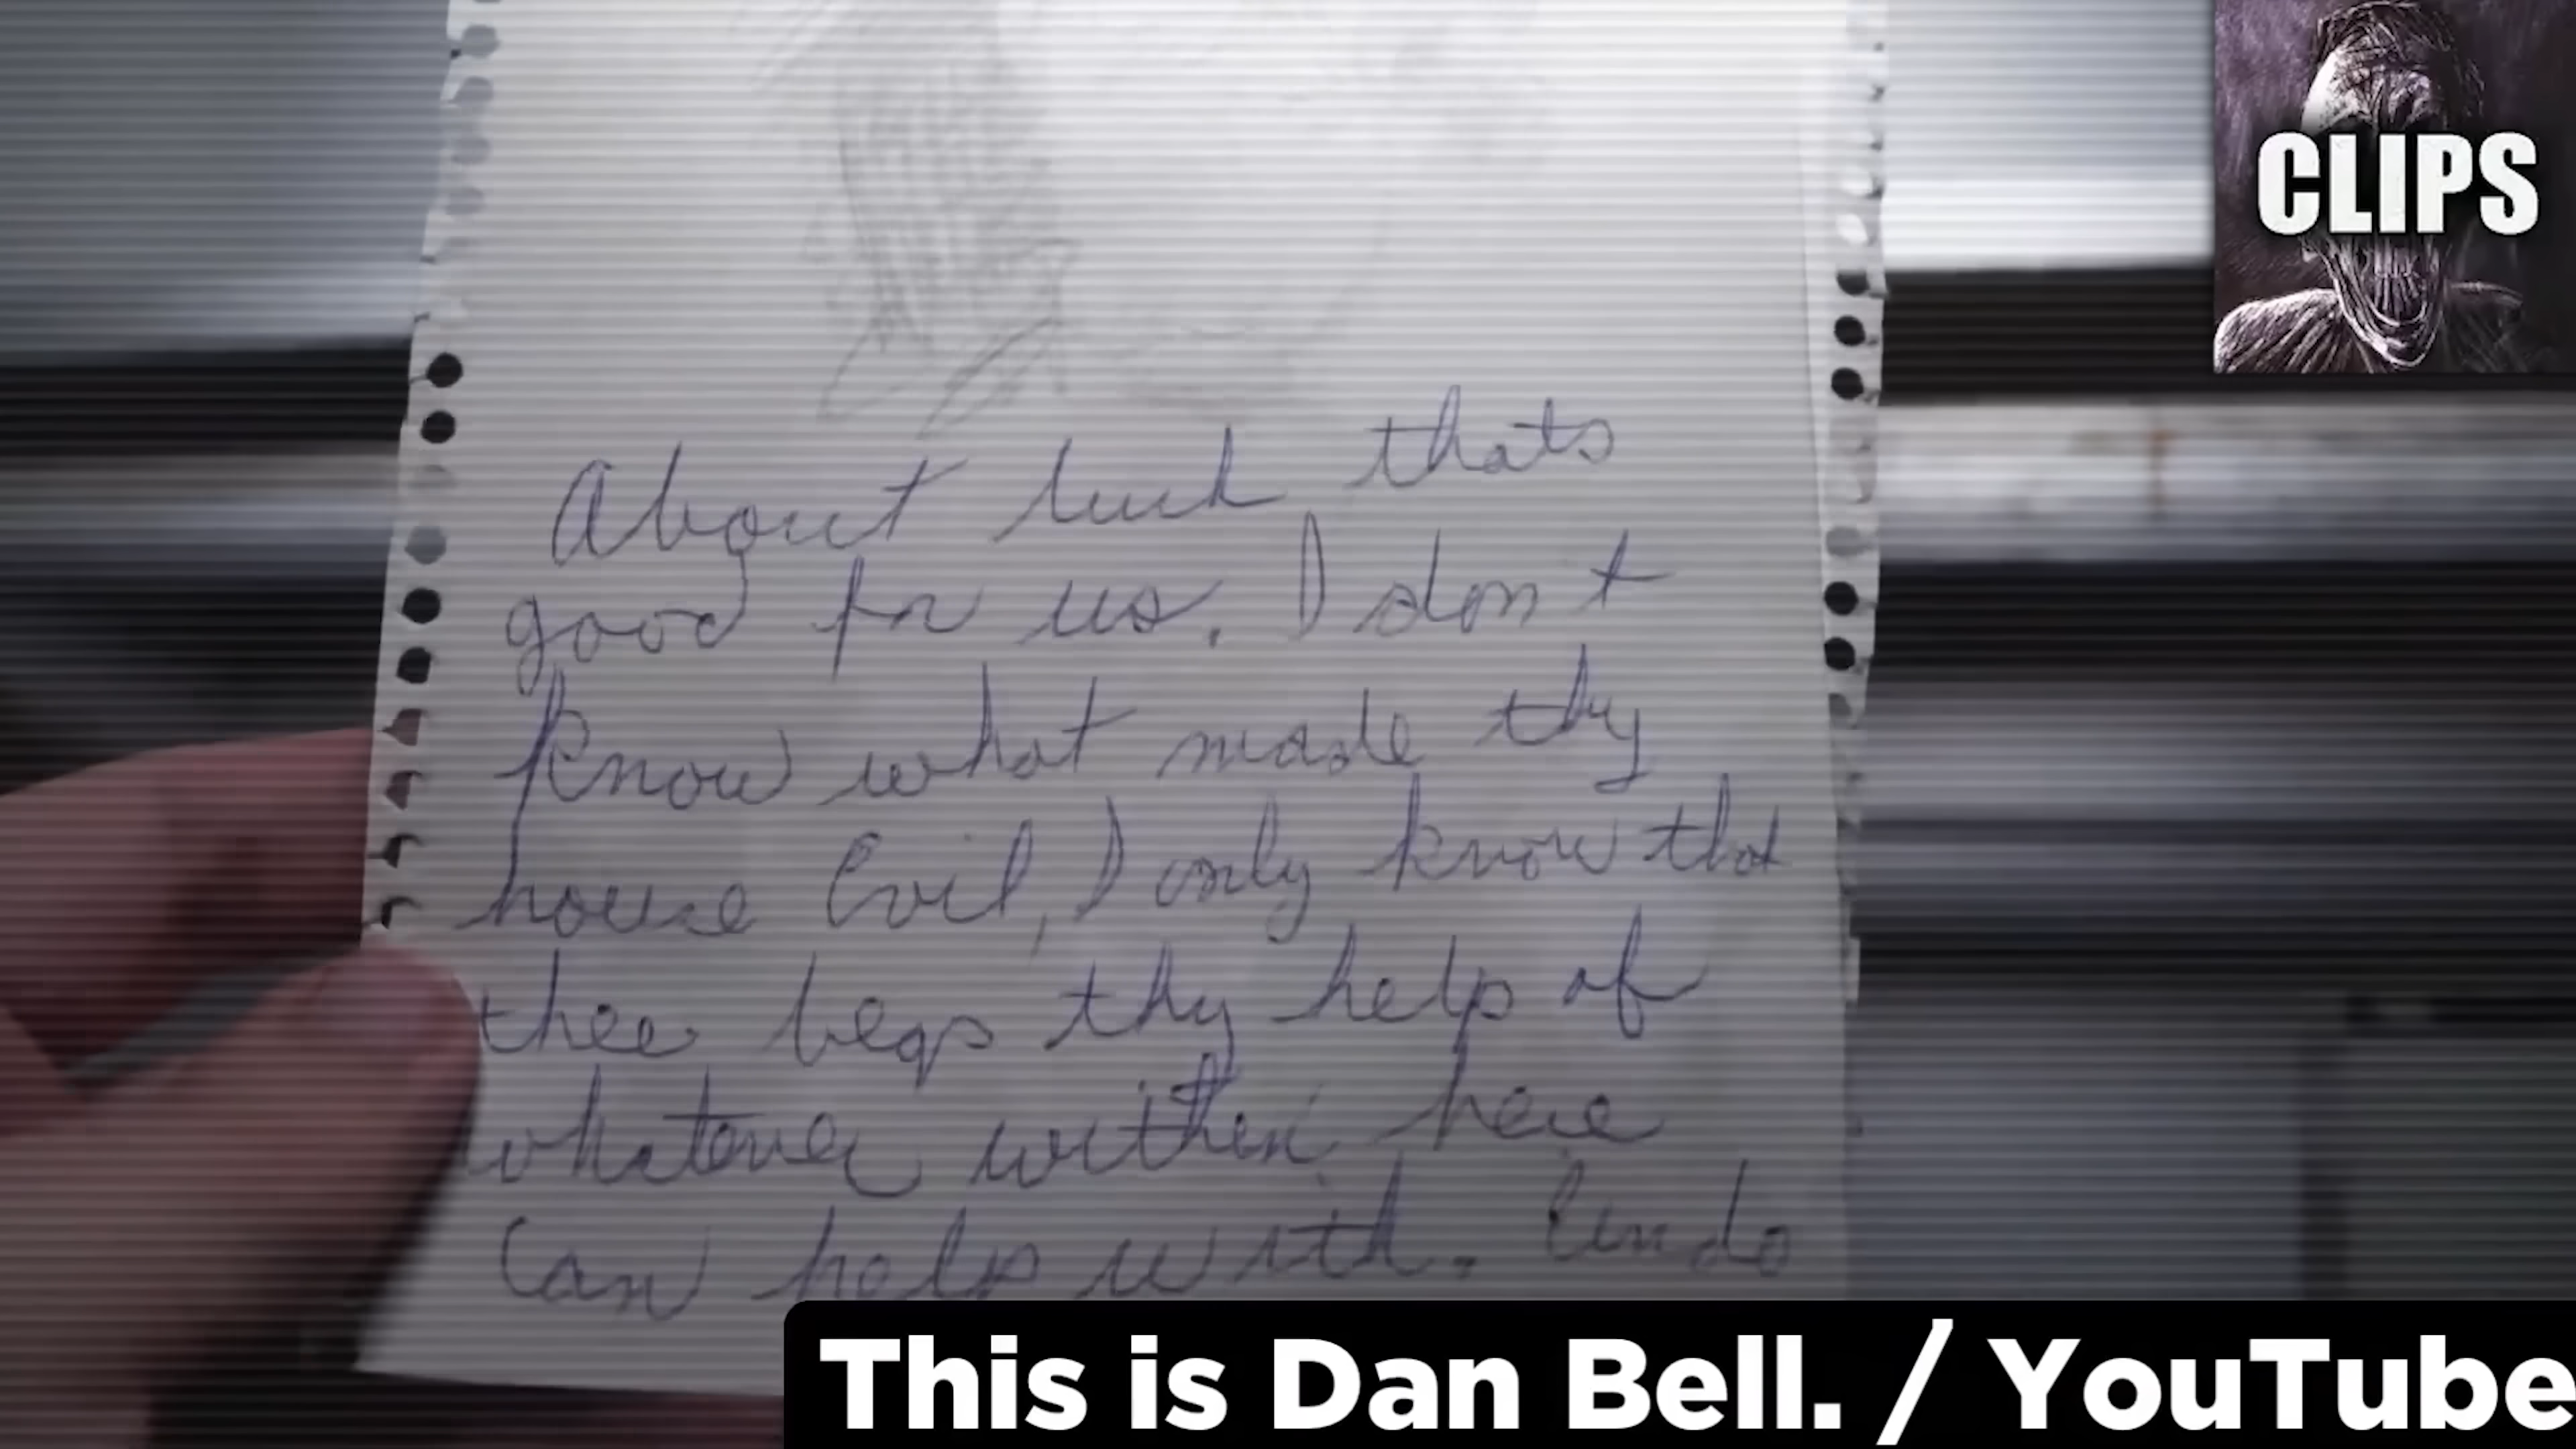 CLIPS
About luck thats
good for us. I don't
know what made thy
house Evil, I only know that
thee begs thy help of
whatever within here
can help with.
This is Dan Bell. / YouTube